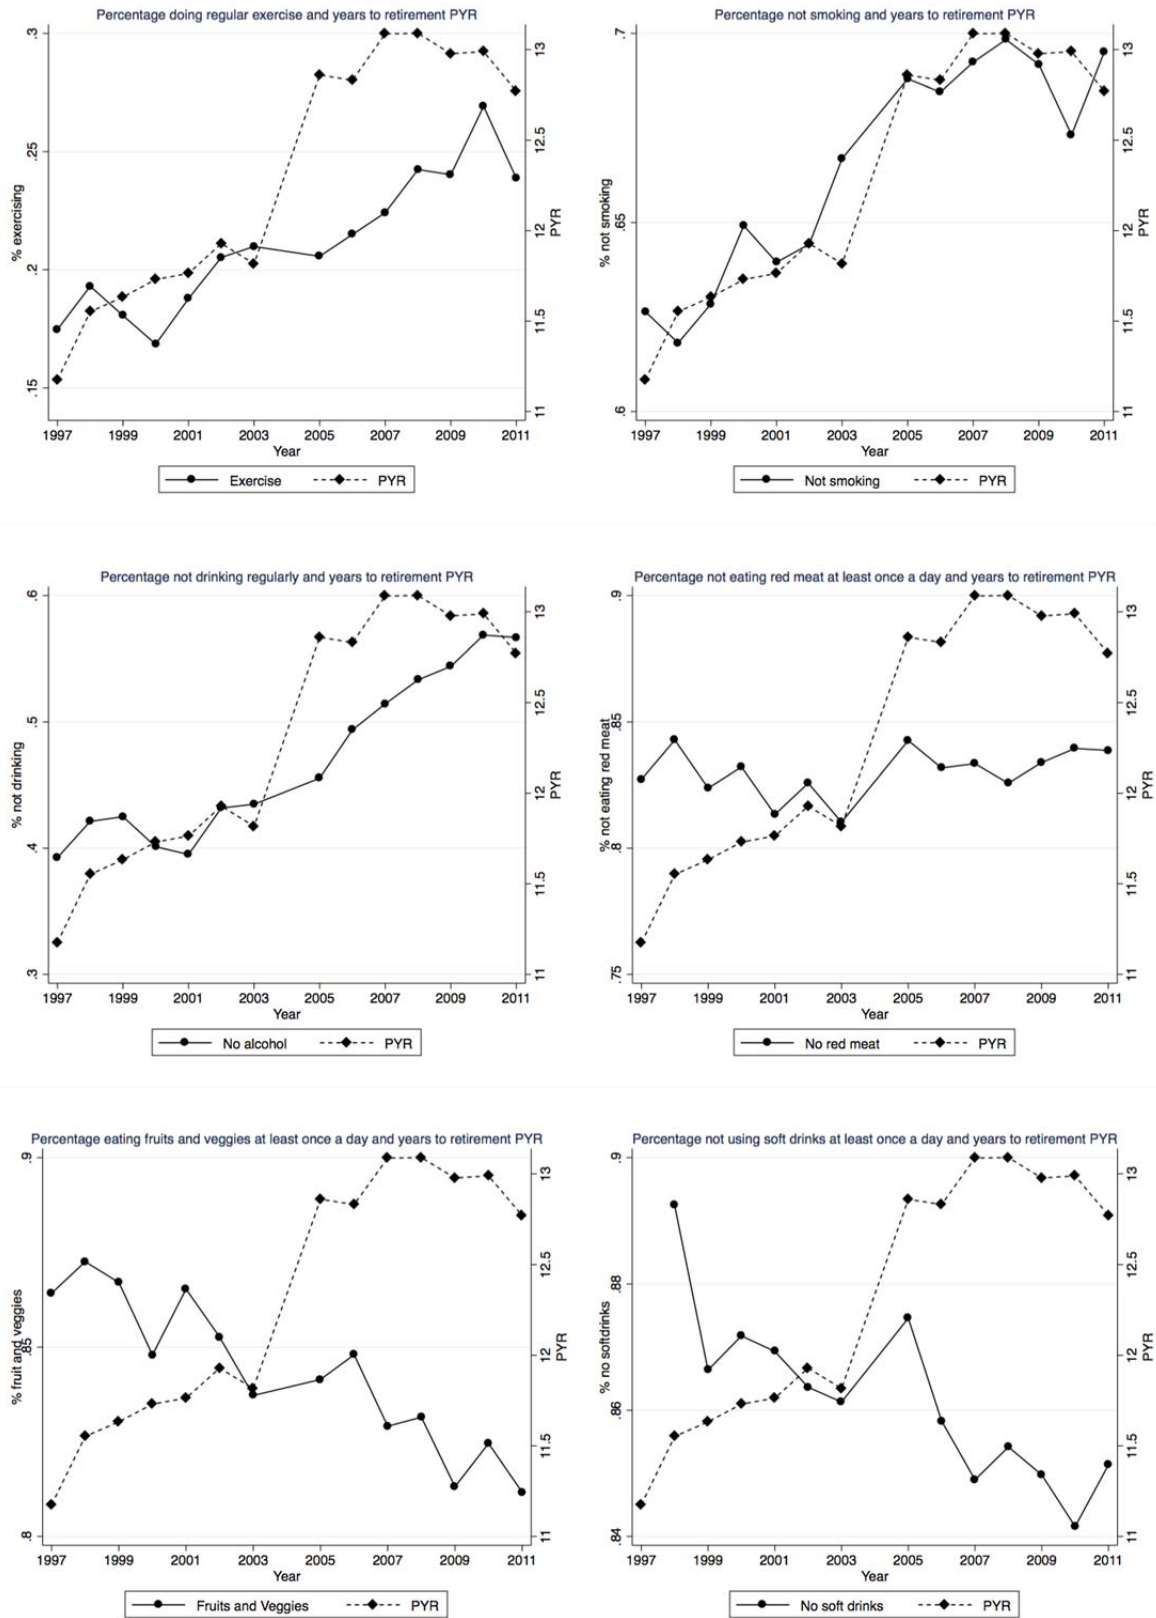 Percentage doing regular exercise and years to retirement PYR
.3
.25
.2
.15
% exercising
13
12.5
12
11.5
11
PYR
1997 1999 2001 2003 2005 2007 2009 2011
Year
Exercise PYR
Percentage not smoking and years to retirement PYR
.7
.65
.6
% not smoking
13
12.5
12
11.5
11
PYR
1997 1999 2001 2003 2005 2007 2009 2011
Year
Not smoking PYR
Percentage not drinking regularly and years to retirement PYR
.6
.5
.4
.3
% not drinking
13
12.5
12
11.5
11
PYR
1997 1999 2001 2003 2005 2007 2009 2011
Year
No alcohol PYR
Percentage not eating red meat at least once a day and years to retirement PYR
.9
.85
.8
.75
% not eating red meat
13
12.5
12
11.5
11
PYR
1997 1999 2001 2003 2005 2007 2009 2011
Year
No red meat PYR
Percentage eating fruits and veggies at least once a day and years to retirement PYR
.9
.85
.8
% fruit and veggies
13
12.5
12
11.5
11
PYR
1997 1999 2001 2003 2005 2007 2009 2011
Year
Fruits and Veggies PYR
Percentage not using soft drinks at least once a day and years to retirement PYR
.9
.88
.86
.84
% no softdrinks
13
12.5
12
11.5
11
PYR
1997 1999 2001 2003 2005 2007 2009 2011
Year
No soft drinks PYR